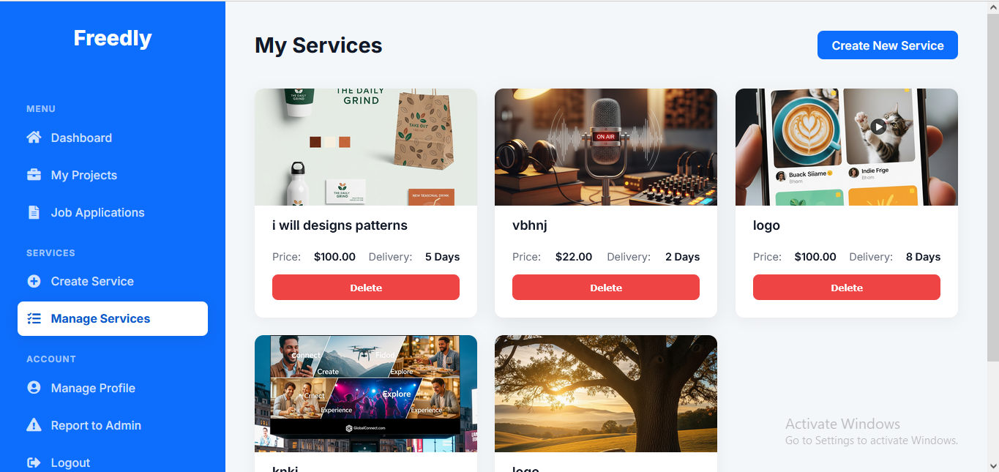 Freedly
MENU
Dashboard
My Projects
Job Applications
SERVICES
Create Service
Manage Services
ACCOUNT
Manage Profile
Report to Admin
Logout
My Services
Create New Service
THE DAILY
GRIND
TAKE OUT
THE DAILY
GRIND
NEW SEASONAL DRINK
i will designs patterns
Price: $100.00 Delivery: 5 Days
Delete
ON AIR
vbhnj
Price: $22.00 Delivery: 2 Days
Delete
Buack Siiame
Bhom
Indie Frige
Bhom
logo
Price: $100.00 Delivery: 8 Days
Delete
Connect
Create
Fidod
Explore
Crnect
Experience
Explore
Experience
GlobalConnect.com
knkj
logo
Activate Windows
Go to Settings to activate Windows.